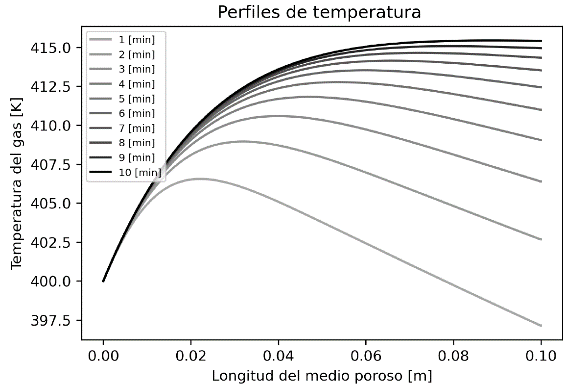 Perfiles de temperatura
Temperatura del gas [K]
415.0
412.5
410.0
407.5
405.0
402.5
400.0
397.5
1 [min]
2 [min]
3 [min]
4 [min]
5 [min]
6 [min]
7 [min]
8 [min]
9 [min]
10 [min]
0.00 0.02 0.04 0.06 0.08 0.10
Longitud del medio poroso [m]